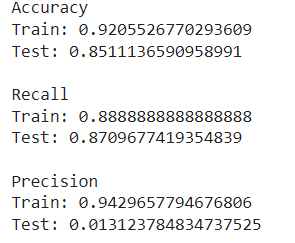 Accuracy
Train: 0.9205526770293609
Test: 0.8511136590958991
Recall
Train: 0.8888888888888888
Test: 0.8709677419354839
Precision
Train: 0.9429657794676806
Test: 0.013123784834737525